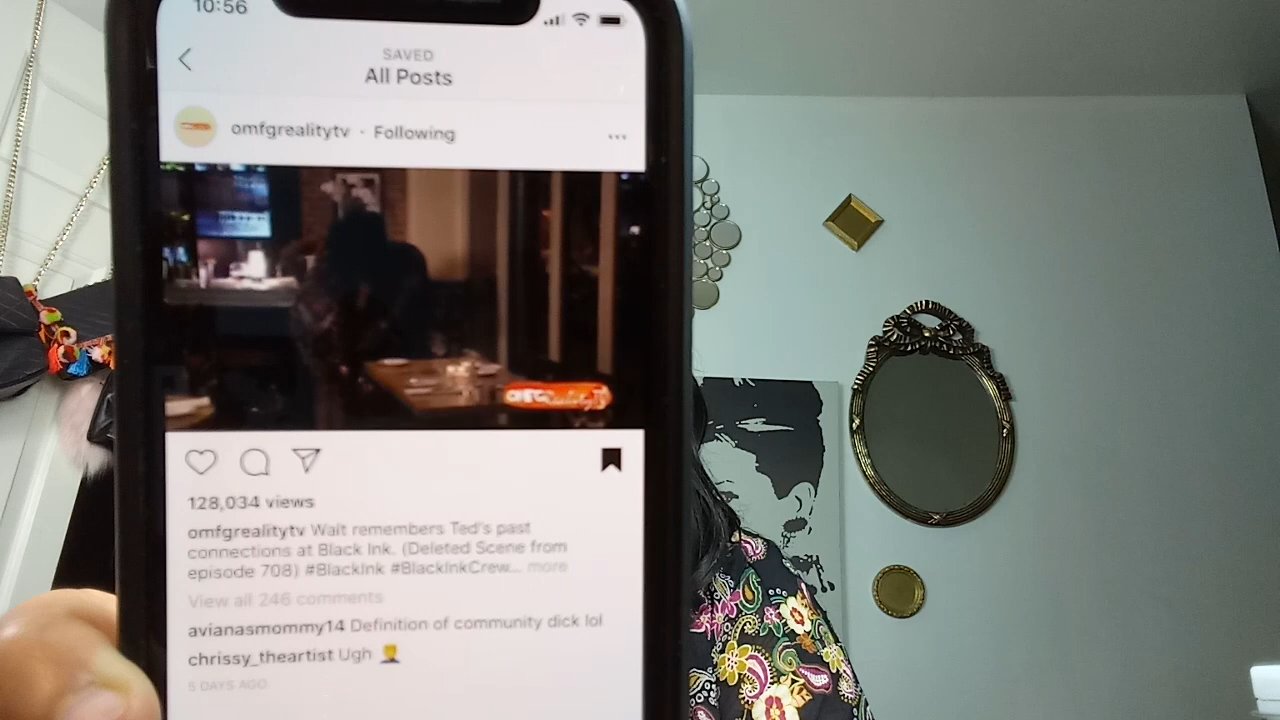 10:56
SAVED
All Posts
omfgrealitytv · Following
128,034 views
omfgrealitytv Walt remembers Ted's past
connections at Black Ink. (Deleted Scene from
episode 708) #BlackInk #BlackInkCrew... more
View all 246 comments
avianasmommy14 Definition of community dick lol
chrissy_theartist Ugh 🤦
5 DAYS AGO